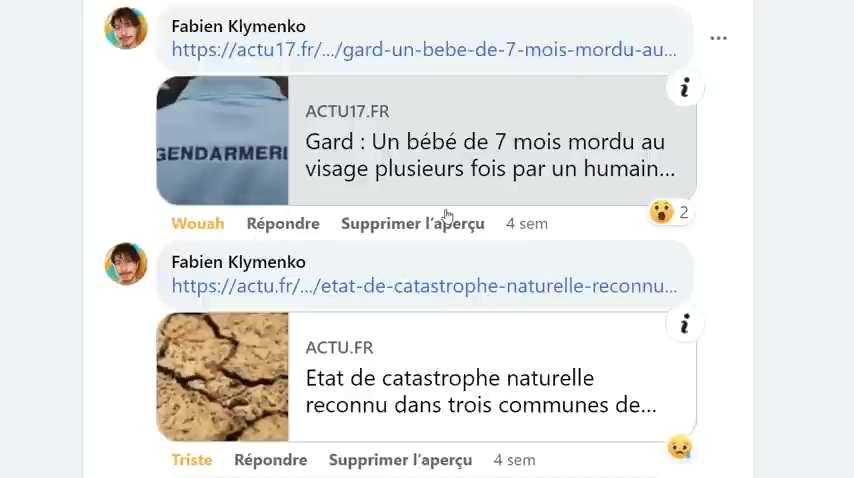 Fabien Klymenko
https://actu17.fr/.../gard-un-bebe-de-7-mois-mordu-au...
GENDARMERI
ACTU17.FR
Gard : Un bébé de 7 mois mordu au
visage plusieurs fois par un humain...
Wouah Répondre Supprimer l'aperçu 4 sem
2
Fabien Klymenko
https://actu.fr/.../etat-de-catastrophe-naturelle-reconnu...
ACTU.FR
Etat de catastrophe naturelle
reconnu dans trois communes de...
Triste Répondre Supprimer l'aperçu 4 sem